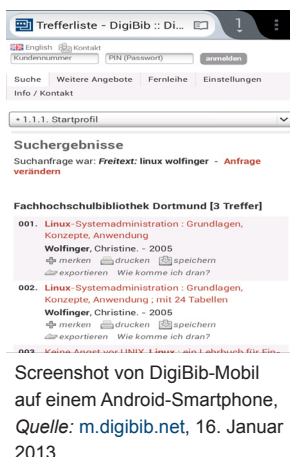 Trefferliste - DigiBib :: Di...
English Kontakt
Kundennummer PIN (Passwort) anmelden
Suche Weitere Angebote Fernleihe Einstellungen
Info / Kontakt
• 1.1.1. Startprofil
Suchergebnisse
Suchanfrage war: Freitext: linux wolfinger - Anfrage
verändern
Fachhochschulbibliothek Dortmund [3 Treffer]
001. Linux-Systemadministration : Grundlagen,
Konzepte, Anwendung
Wolfinger, Christine. - 2005
merken drucken speichern
exportieren Wie komme ich dran?
002. Linux-Systemadministration : Grundlagen,
Konzepte, Anwendung ; mit 24 Tabellen
Wolfinger, Christine. - 2005
merken drucken speichern
exportieren Wie komme ich dran?
003. Keine Angst vor UNIX, Linux : ein Lehrbuch für Ein-
Screenshot von DigiBib-Mobil
auf einem Android-Smartphone,
Quelle: m.digibib.net, 16. Januar
2013